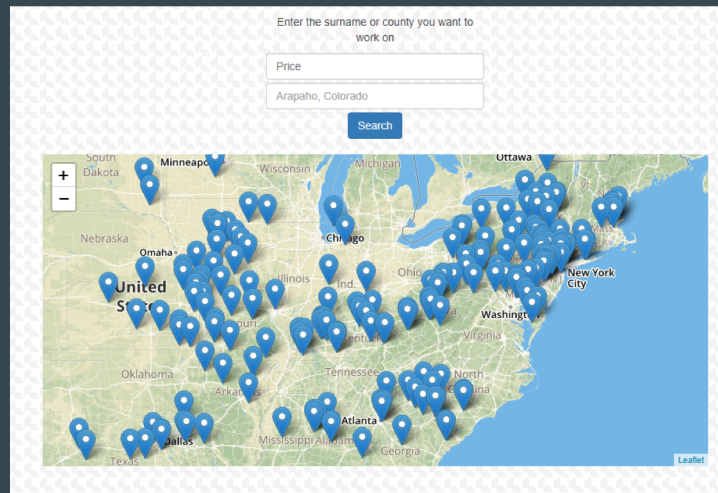 Enter the surname or county you want to
work on
Price
Arapaho, Colorado
Search
+
−
South
Dakota
Wisconsin
Michigan
Ottawa
Nebraska
Omaha
Chicago
Illinois
Ind.
Ohio
New York
City
United
Washington
Virginia
Kentucky
Oklahoma
Tennessee
North
Arkansas
Atlanta
Dallas
Mississippi
Georgia
Texas
Leaflet